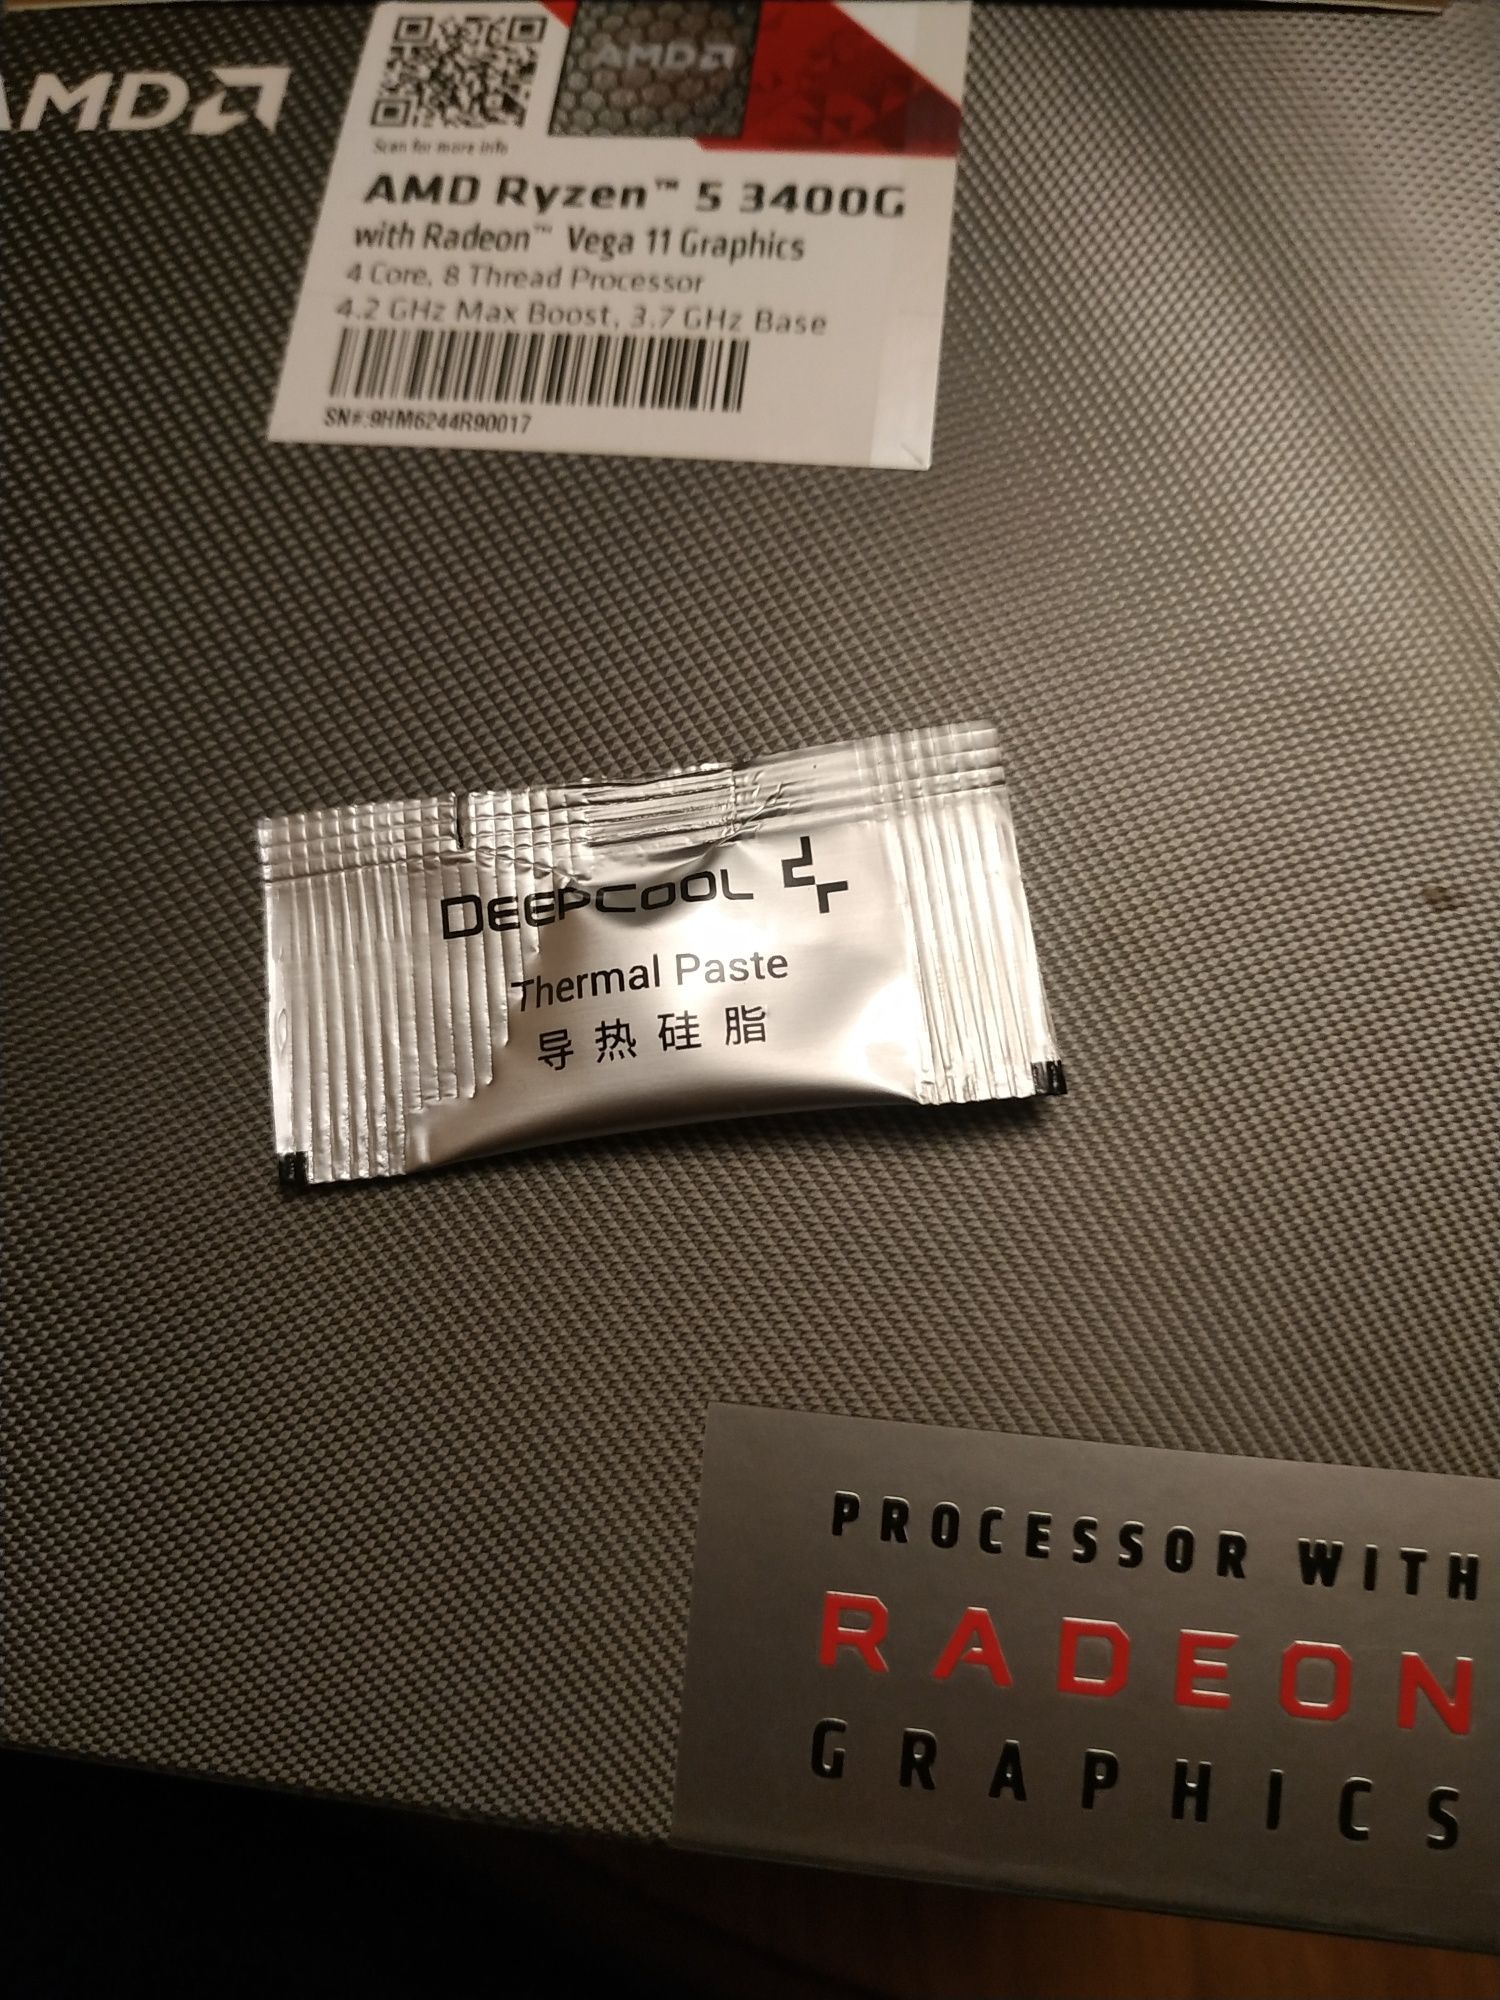 AMD
AMD
Scan for more info
AMD Ryzen™ 5 3400G
with Radeon™ Vega 11 Graphics
4 Core, 8 Thread Processor
4.2 GHz Max Boost, 3.7 GHz Base
SN#:9HM6244R90017
DEEPCOOL
Thermal Paste
导热硅脂
PROCESSOR WITH
RADEON
GRAPHICS